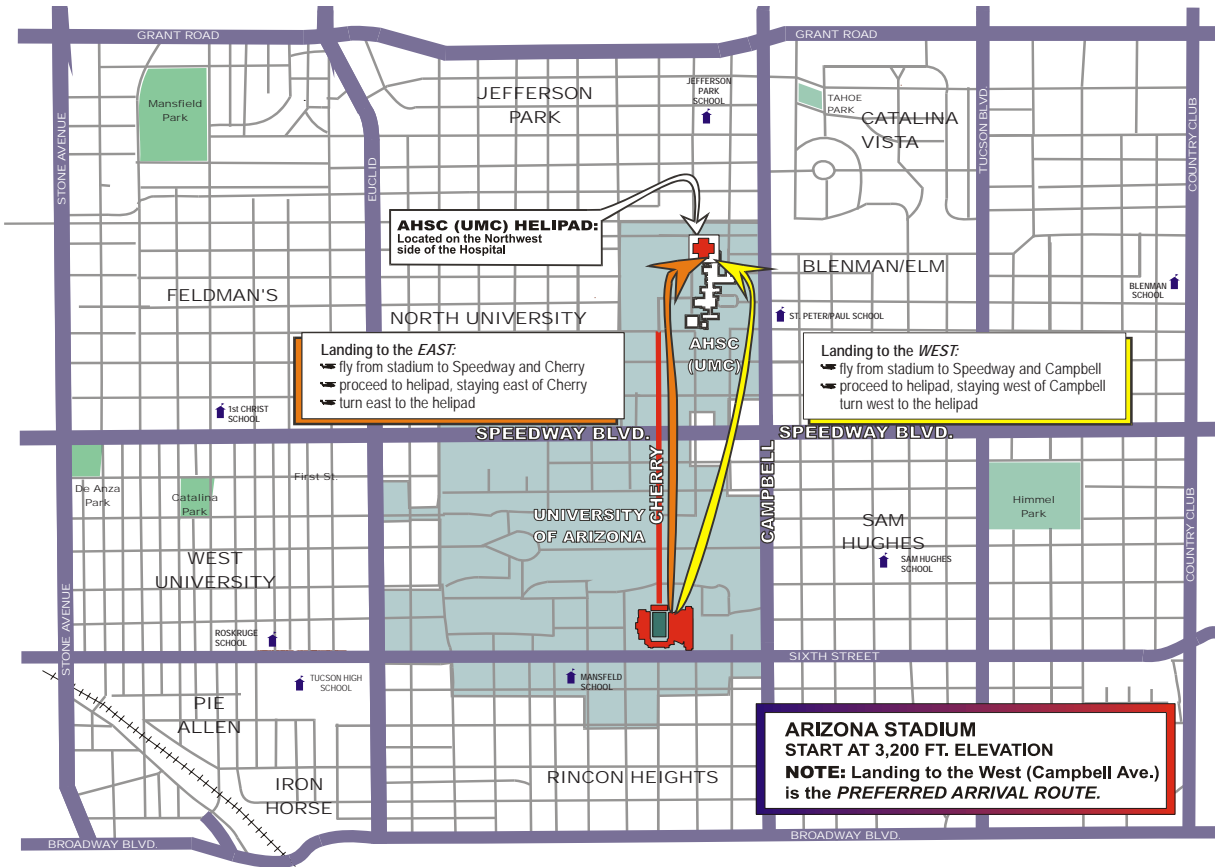 GRANT ROAD
GRANT ROAD
Mansfield
Park
JEFFERSON
PARK
JEFFERSON
PARK
SCHOOL
TAHOE
PARK
CATALINA
VISTA
STONE AVENUE
EUCLID
TUCSON BLVD.
COUNTRY CLUB
AHSC (UMC) HELIPAD:
Located on the Northwest
side of the Hospital
FELDMAN'S
NORTH UNIVERSITY
BLENMAN/ELM
BLENMAN
SCHOOL
ST. PETER/PAUL SCHOOL
AHSC
(UMC)
Landing to the EAST:
fly from stadium to Speedway and Cherry
proceed to helipad, staying east of Cherry
turn east to the helipad
Landing to the WEST:
fly from stadium to Speedway and Campbell
proceed to helipad, staying west of Campbell
turn west to the helipad
1st CHRIST
SCHOOL
SPEEDWAY BLVD.
SPEEDWAY BLVD.
CHERRY
CAMPBELL
De Anza
Park
Catalina
Park
First St.
UNIVERSITY
OF ARIZONA
Himmel
Park
SAM
HUGHES
SAM HUGHES
SCHOOL
WEST
UNIVERSITY
STONE AVENUE
COUNTRY CLUB
ROSKRUGE
SCHOOL
SIXTH STREET
TUCSON HIGH
SCHOOL
MANSFELD
SCHOOL
PIE
ALLEN
IRON
HORSE
RINCON HEIGHTS
ARIZONA STADIUM
START AT 3,200 FT. ELEVATION
NOTE: Landing to the West (Campbell Ave.)
is the PREFERRED ARRIVAL ROUTE.
BROADWAY BLVD.
BROADWAY BLVD.